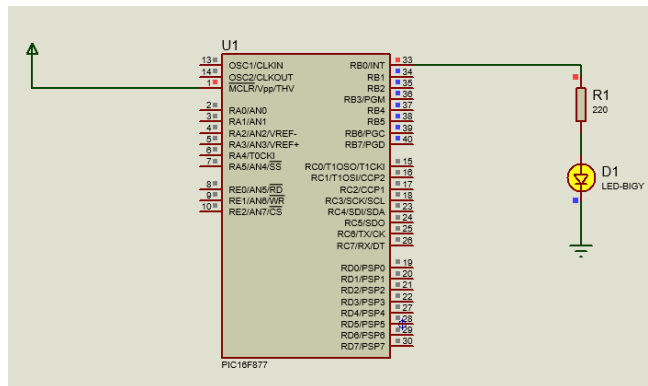 U1
13 OSC1/CLKIN RB0/INT 33
14 OSC2/CLKOUT RB1 34
1 MCLR/Vpp/THV RB2 35
RB3/PGM 36
2 RA0/AN0 RB4 37
3 RA1/AN1 RB5 38
4 RA2/AN2/VREF- RB6/PGC 39
5 RA3/AN3/VREF+ RB7/PGD 40
6 RA4/T0CKI
7 RA5/AN4/SS RC0/T1OSO/T1CKI 15
RC1/T1OSI/CCP2 16
8 RE0/AN5/RD RC2/CCP1 17
9 RE1/AN6/WR RC3/SCK/SCL 18
10 RE2/AN7/CS RC4/SDI/SDA 23
RC5/SDO 24
RC6/TX/CK 25
RC7/RX/DT 26
RD0/PSP0 19
RD1/PSP1 20
RD2/PSP2 21
RD3/PSP3 22
RD4/PSP4 27
RD5/PSP5 28
RD6/PSP6 29
RD7/PSP7 30
PIC16F877
R1
220
D1
LED-BIGY